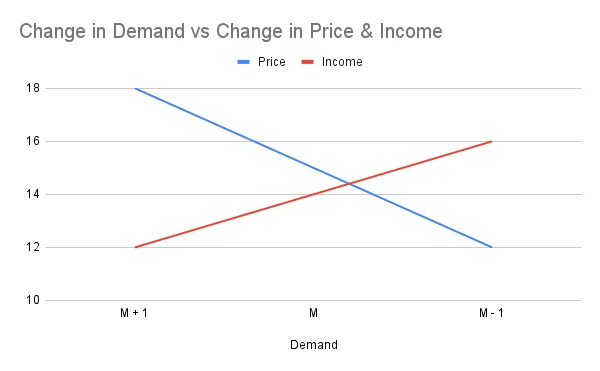 Change in Demand vs Change in Price & Income
Price Income
18
16
14
12
10
M + 1 M M - 1
Demand